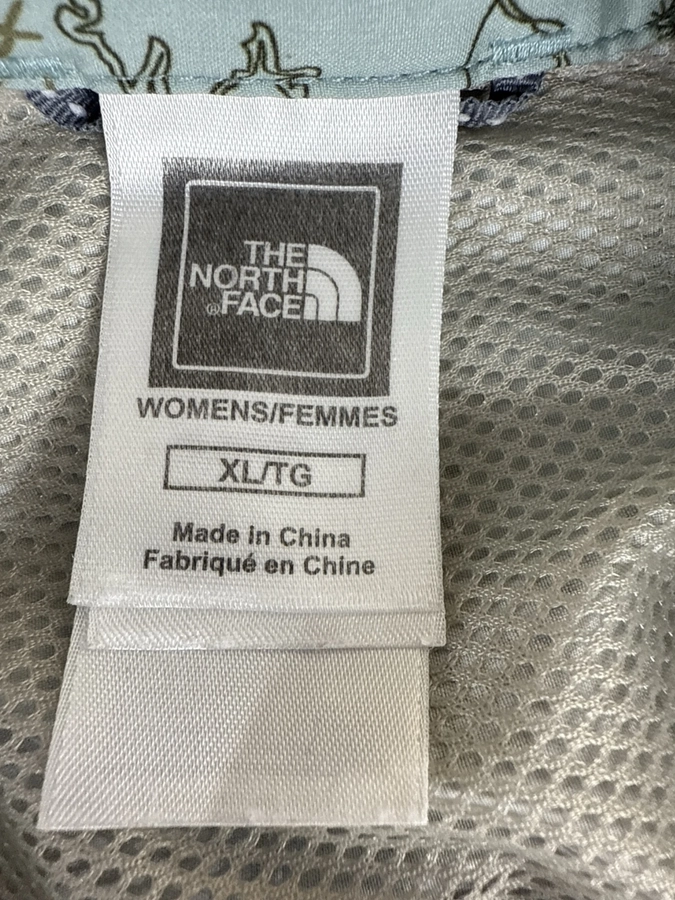 THE
NORTH
®FACE
WOMENS/FEMMES
XL/TG
Made in China
Fabriqué en Chine